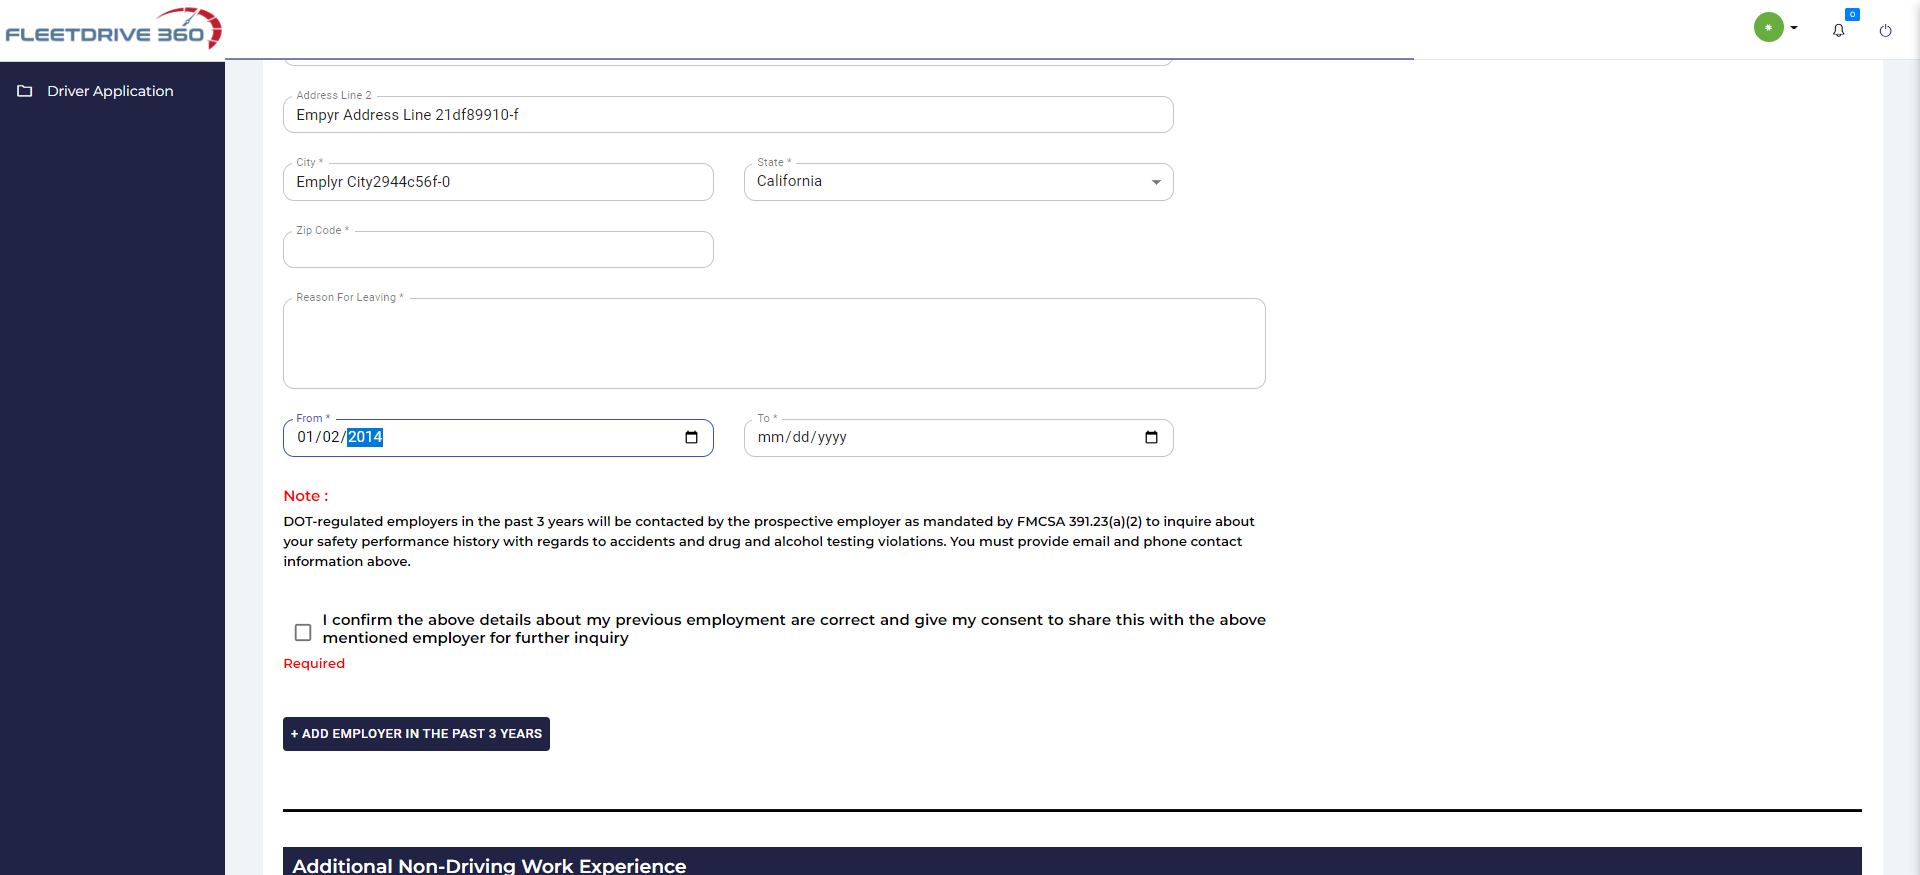 FLEETDRIVE 360
0
Driver Application
Address Line 2
Empyr Address Line 21df89910-f
City *
Emplyr City2944c56f-0
State *
California
Zip Code *
Reason For Leaving *
From *
01/02/2014
To *
mm/dd/yyyy
Note :
DOT-regulated employers in the past 3 years will be contacted by the prospective employer as mandated by FMCSA 391.23(a)(2) to inquire about
your safety performance history with regards to accidents and drug and alcohol testing violations. You must provide email and phone contact
information above.
I confirm the above details about my previous employment are correct and give my consent to share this with the above
mentioned employer for further inquiry
Required
+ ADD EMPLOYER IN THE PAST 3 YEARS
Additional Non-Driving Work Experience